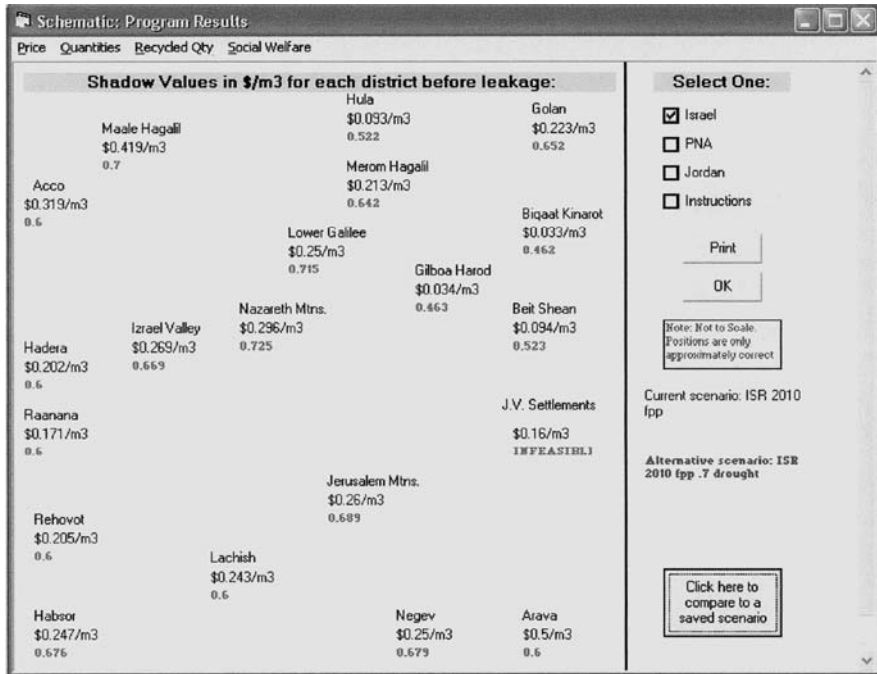 Schematic: Program Results
Price Quantities Recycled Qty Social Welfare
Shadow Values in $/m3 for each district before leakage:
Hula
$0.093/m3
0.522
Golan
$0.223/m3
0.652
Maale Hagalil
$0.419/m3
0.7
Merom Hagalil
$0.213/m3
0.642
Acco
$0.319/m3
0.6
Biqaat Kinarot
$0.033/m3
0.462
Lower Galilee
$0.25/m3
0.715
Gilboa Harod
$0.034/m3
0.463
Nazareth Mtns.
$0.296/m3
0.725
Beit Shean
$0.094/m3
0.523
Izrael Valley
$0.269/m3
0.669
Hadera
$0.202/m3
0.6
J.V. Settlements
$0.16/m3
INFEASIBL]
Raanana
$0.171/m3
0.6
Jerusalem Mtns.
$0.26/m3
0.689
Rehovot
$0.205/m3
0.6
Lachish
$0.243/m3
0.6
Habsor
$0.247/m3
0.676
Negev
$0.25/m3
0.679
Arava
$0.5/m3
0.6
Select One:
Israel
PNA
Jordan
Instructions
Print
OK
Note: Not to Scale.
Positions are only
approximately correct
Current scenario: ISR 2010
fpp
Alternative scenario: ISR
2010 fpp .7 drought
Click here to
compare to a
saved scenario